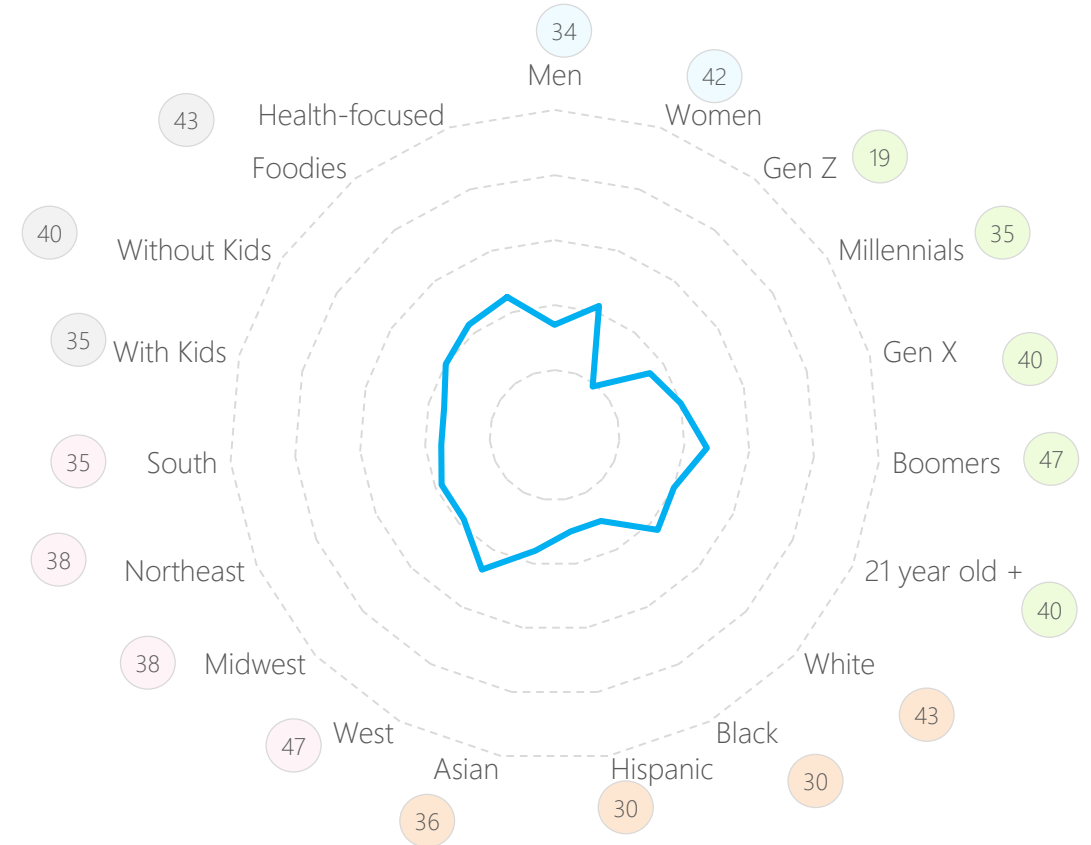 34
Men
42
Women
Gen Z
19
Millennials
35
Gen X
40
Boomers
47
21 year old +
40
White
43
Black
30
Hispanic
30
Asian
36
West
47
Midwest
38
Northeast
38
South
35
With Kids
35
Without Kids
40
Foodies
Health-focused
43